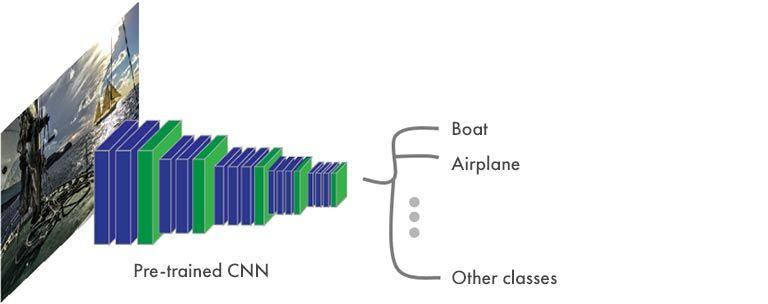 Boat
Airplane
Pre-trained CNN
Other classes